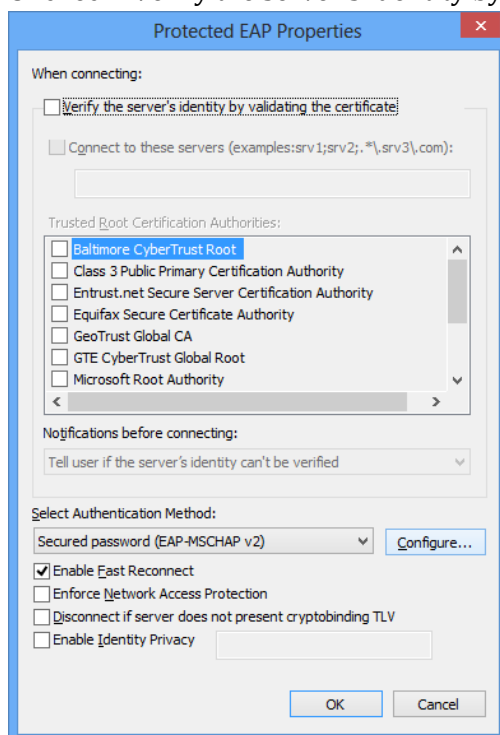 Protected EAP Properties
When connecting:
Verify the server's identity by validating the certificate
Connect to these servers (examples:srv1;srv2;.*\.srv3\.com):
Trusted Root Certification Authorities:
Baltimore CyberTrust Root
Class 3 Public Primary Certification Authority
Entrust.net Secure Server Certification Authority
Equifax Secure Certificate Authority
GeoTrust Global CA
GTE CyberTrust Global Root
Microsoft Root Authority
Notifications before connecting:
Tell user if the server's identity can't be verified
Select Authentication Method:
Secured password (EAP-MSCHAP v2)
Configure...
Enable Fast Reconnect
Enforce Network Access Protection
Disconnect if server does not present cryptobinding TLV
Enable Identity Privacy
OK Cancel